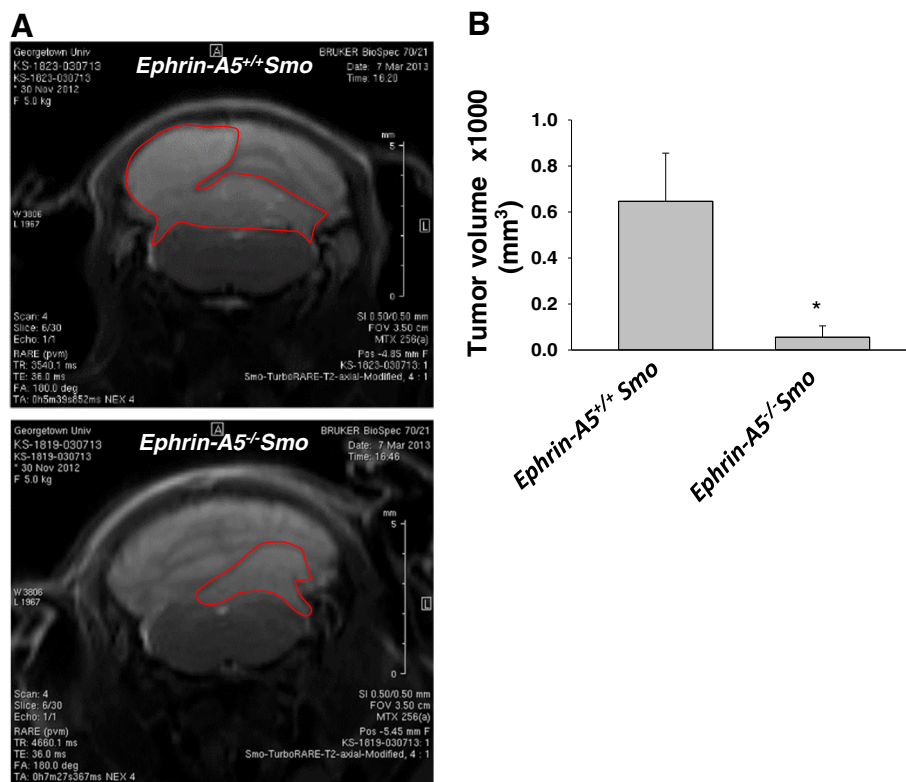 A
Georgetown Univ
KS-1823-030713
KS-1823-030713
* 30 Nov 2012
F 5.0 kg
A
BRUKER BioSpec 70/21
Date: 7 Mar 2013
Time: 16:20
Ephrin-A5+/+Smo
mm
5
0
W 3806
L 1967
L
Scan: 4
Slice: 6/30
Echo: 1/1
RARE (pvm)
TR: 3540.1 ms
TE: 36.0 ms
FA: 180.0 deg
TA: 0h5m39s852ms NEX 4
SI 0.50/0.50 mm
FOV 3.50 cm
MTX 256(a)
Pos -4.85 mm F
KS-1823-030713: 1
Smo-TurboRARE-T2-axial-Modified, 4 : 1
Georgetown Univ
KS-1819-030713
KS-1819-030713
* 30 Nov 2012
F 5.0 kg
A
BRUKER BioSpec 70/21
Date: 7 Mar 2013
Time: 16:46
Ephrin-A5-/-Smo
mm
5
0
W 3806
L 1967
L
Scan: 4
Slice: 6/30
Echo: 1/1
RARE (pvm)
TR: 4660.1 ms
TE: 36.0 ms
FA: 180.0 deg
TA: 0h7m27s367ms NEX 4
SI 0.50/0.50 mm
FOV 3.50 cm
MTX 256(a)
Pos -5.45 mm F
KS-1819-030713: 1
Smo-TurboRARE-T2-axial-Modified, 4 : 1
B
Tumor volume x1000
(mm3)
1.0
0.8
0.6
0.4
0.2
0.0
*
Ephrin-A5+/+ Smo
Ephrin-A5-/-Smo